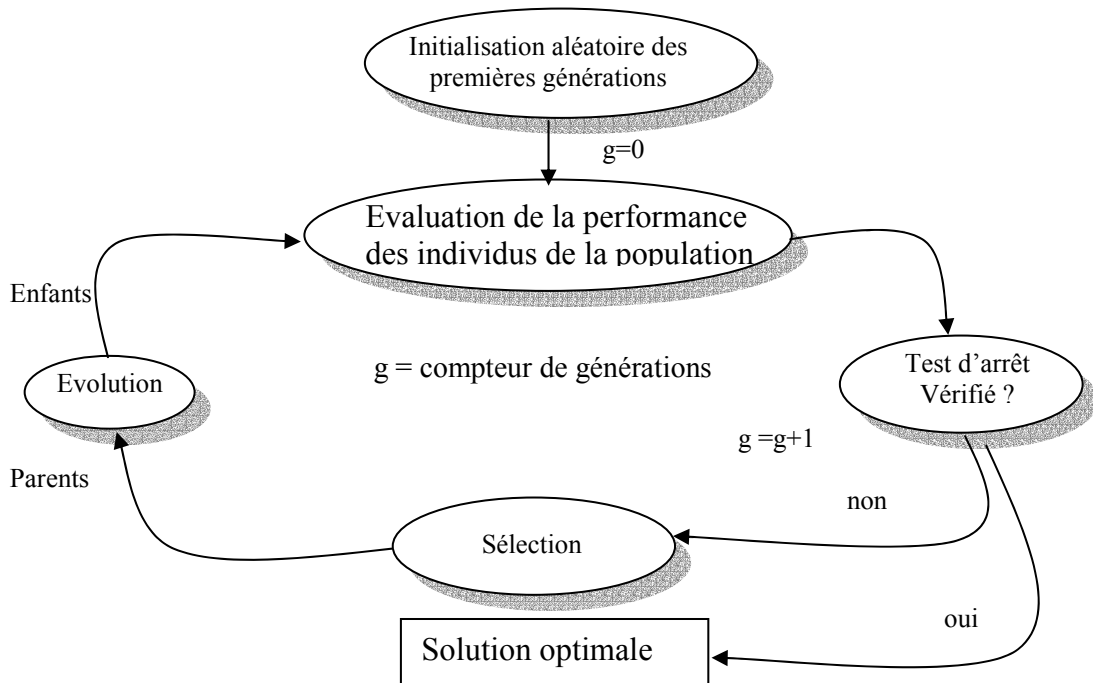 Initialisation aléatoire des
premières générations
g=0
Evaluation de la performance
des individus de la population
Enfants
g = compteur de générations
Test d’arrêt
Vérifié ?
Evolution
g =g+1
Parents
non
Sélection
oui
Solution optimale